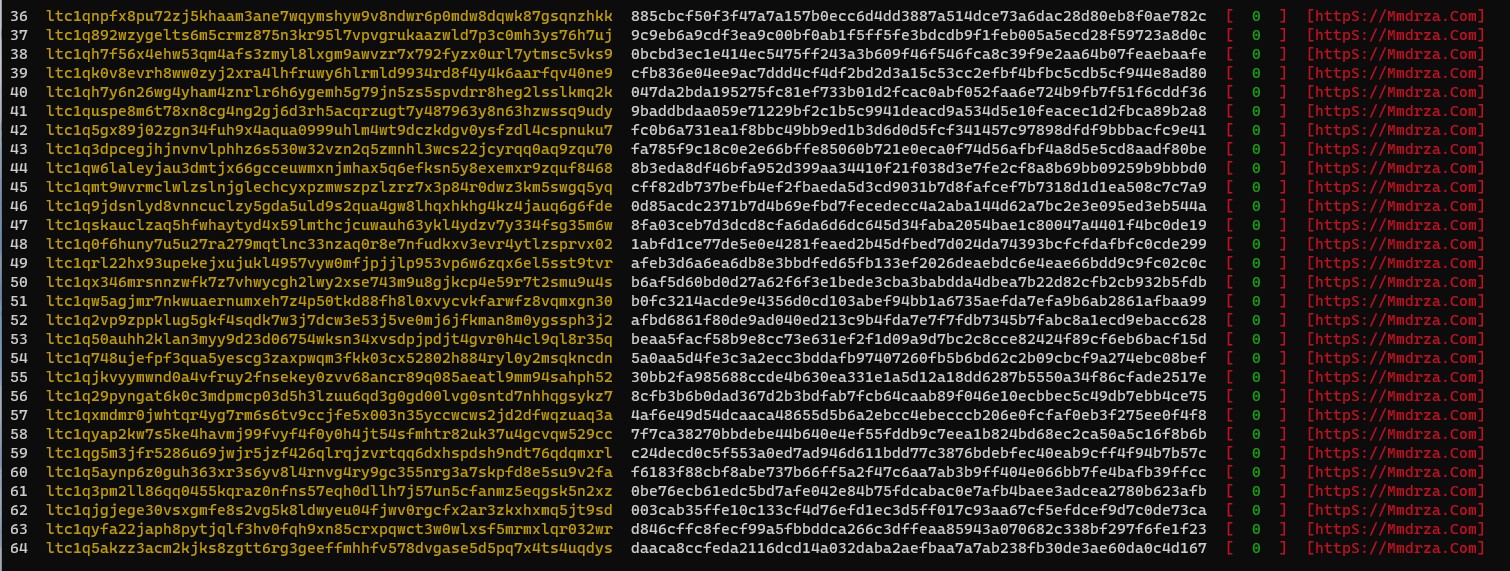 36 ltc1qnpfx8pu72zj5khaam3ane7wqymshyw9v8ndwr6p0mdw8dqwk87gsqnzhkk 885cbcf50f3f47a7a157b0ecc6d4dd3887a514dce73a6dac28d80eb8f0ae782c [ 0 ] [httpS://Mmdrza.Com]
37 ltc1q892wzygelts6m5crmz875n3kr95l7vpvgrukaazwld7p3c0mh3ys76h7uj 9c9eb6a9cdf3ea9c00bf0ab1f5ff5fe3bdcdb9f1feb005a5ecd28f59723a8d0c [ 0 ] [httpS://Mmdrza.Com]
38 ltc1qh7f56x4ehw53qm4afs3zmyl8lxgm9awvzr7x792fyzx0url7ytmsc5vks9 0bcbd3ec1e414ec5475ff243a3b609f46f546fca8c39f9e2aa64b07feaebaafe [ 0 ] [httpS://Mmdrza.Com]
39 ltc1qk0v8evrh8ww0zyj2xra4lhfruwy6hlrmld9934rd8f4y4k6aarfqv40ne9 cfb836e04ee9ac7ddd4cf4df2bd2d3a15c53cc2efbf4bfbc5cdb5cf944e8ad80 [ 0 ] [httpS://Mmdrza.Com]
40 ltc1qh7y6n26wg4yham4znrlr6h6ygemh5g79jn5zs5spvdrr8heg2lsslkmq2k 047da2bda195275fc81ef733b01d2fcac0abf052faa6e724b9fb7f51f6cddf36 [ 0 ] [httpS://Mmdrza.Com]
41 ltc1quspe8m6t78xn8cg4ng2gj6d3rh5acqrzugt7y487963y8n63hzwssq9udy 9baddbdaa059e71229bf2c1b5c9941deacd9a534d5e10feacec1d2fbca89b2a8 [ 0 ] [httpS://Mmdrza.Com]
42 ltc1q5gx89j02zgn34fuh9x4aqua0999uhlm4wt9dczkdgv0ysfzdl4cspnuku7 fc0b6a731ea1f8bbc49bb9ed1b3d6d0d5fcf341457c97898dfdf9bbbacfc9e41 [ 0 ] [httpS://Mmdrza.Com]
43 ltc1q3dpcegjhjnvnvlphhz6s530w32vzn2q5zmnhl3wcs22jcyrqq0aq9zqu70 fa785f9c18c0e2e66bffe85060b721e0eca0f74d56afbf4a8d5e5cd8aadf80be [ 0 ] [httpS://Mmdrza.Com]
44 ltc1qw6laleyjau3dmtjx66gcceuwmxnjmhax5q6efksn5y8exemxr9zquf8468 8b3eda8df46bfa952d399aa34410f21f038d3e7fe2cf8a8b69bb09259b9bbbd0 [ 0 ] [httpS://Mmdrza.Com]
45 ltc1qmt9wvrmclwlzslnjglechcyxpzmwszpzlzrz7x3p84r0dwz3km5swgq5yq cff82db737befb4ef2fbaeda5d3cd9031b7d8fafcef7b7318d1d1ea508c7c7a9 [ 0 ] [httpS://Mmdrza.Com]
46 ltc1q9jdsnlyd8vnncuclzy5gda5uld9s2qua4gw8lhqxhkhg4kz4jauq6g6fde 0d85acdc2371b7d4b69efbd7fecedecc4a2aba144d62a7bc2e3e095ed3eb544a [ 0 ] [httpS://Mmdrza.Com]
47 ltc1qskauclzaq5hfwhaytyd4x59lmthcjcuwauh63ykl4ydzv7y334fsg35m6w 8fa03ceb7d3dcd8cfa6da6d6dc645d34faba2054bae1c80047a4401f4bc0de19 [ 0 ] [httpS://Mmdrza.Com]
48 ltc1q0f6huny7u5u27ra279mqtlnc33nzaq0r8e7nfudkxv3evr4ytlzsprvx02 1abfd1ce77de5e0e4281feaed2b45dfbed7d024da74393bcfcfdafbfc0cde299 [ 0 ] [httpS://Mmdrza.Com]
49 ltc1qrl22hx93upekejxujukl4957vyw0mfjpjjlp953vp6w6zqx6el5sst9tvr afeb3d6a6ea6db8e3bbdfed65fb133ef2026deaebdc6e4eae66bdd9c9fc02c0c [ 0 ] [httpS://Mmdrza.Com]
50 ltc1qx346mrsnnzwfk7z7vhwycgh2lwy2xse743m9u8gjkcp4e59r7t2smu9u4s b6af5d60bd0d27a62f6f3e1bede3cba3babdda4dbea7b22d82cfb2cb932b5fdb [ 0 ] [httpS://Mmdrza.Com]
51 ltc1qw5agjmr7nkwuaernumxeh7z4p50tkd88fh8l0xvycvkfarwfz8vqmxgn30 b0fc3214acde9e4356d0cd103abef94bb1a6735aefda7efa9b6ab2861afbaa99 [ 0 ] [httpS://Mmdrza.Com]
52 ltc1q2vp9zppklug5gkf4sqdk7w3j7dcw3e53j5ve0mj6jfkman8m0ygssph3j2 afbd6861f80de9ad040ed213c9b4fda7e7f7fdb7345b7fabc8a1ecd9ebacc628 [ 0 ] [httpS://Mmdrza.Com]
53 ltc1q50auhh2klan3myy9d23d06754wksn34xvsdpjpdjt4gvr0h4cl9ql8r35q beaa5facf58b9e8cc73e631ef2f1d09a9d7bc2c8cce82424f89cf6eb6bacf15d [ 0 ] [httpS://Mmdrza.Com]
54 ltc1q748ujefpf3qua5yescg3zaxpwqm3fkk03cx52802h884ryl0y2msqkncdn 5a0aa5d4fe3c3a2ecc3bddafb97407260fb5b6bd62c2b09cbcf9a274ebc08bef [ 0 ] [httpS://Mmdrza.Com]
55 ltc1qjkvyymwnd0a4vfruy2fnsekey0zvv68ancr89q085aeatl9mm94sahph52 30bb2fa985688ccde4b630ea331e1a5d12a18dd6287b5550a34f86cfade2517e [ 0 ] [httpS://Mmdrza.Com]
56 ltc1q29pyngat6k0c3mdpmcp03d5h3lzuu6qd3g0gd00lvg0sntd7nhhqgsykz7 8cfb3b6b0dad367d2b3bdfab7fcb64caab89f046e10ecbbec5c49db7ebb4ce75 [ 0 ] [httpS://Mmdrza.Com]
57 ltc1qxmdmr0jwhtqr4yg7rm6s6tv9ccjfe5x003n35yccwcws2jd2dfwqzuaq3a 4af6e49d54dcaaca48655d5b6a2ebcc4ebecccb206e0fcfaf0eb3f275ee0f4f8 [ 0 ] [httpS://Mmdrza.Com]
58 ltc1qyap2kw7s5ke4havmj99fvyf4f0y0h4jt54sfmhtr82uk37u4gcvqw529cc 7f7ca38270bbdebe44b640e4ef55fddb9c7eea1b824bd68ec2ca50a5c16f8b6b [ 0 ] [httpS://Mmdrza.Com]
59 ltc1qg5m3jfr5286u69jwjr5jzf426qlrqjzvrtqq6dxhspdsh9ndt76qdqmxrl c24decd0c5f553a0ed7ad946d611bdd77c3876bdebfec40eab9cff4f94b7b57c [ 0 ] [httpS://Mmdrza.Com]
60 ltc1q5aynp6z0guh363xr3s6yv8l4rnvg4ry9gc355nrg3a7skpfd8e5su9v2fa f6183f88cbf8abe737b66ff5a2f47c6aa7ab3b9ff404e066bb7fe4bafb39ffcc [ 0 ] [httpS://Mmdrza.Com]
61 ltc1q3pm2ll86qq0455kqraz0nfns57eqh0dllh7j57un5cfanmz5eqgsk5n2xz 0be76ecb61edc5bd7afe042e84b75fdcabac0e7afb4baee3adcea2780b623afb [ 0 ] [httpS://Mmdrza.Com]
62 ltc1qjgjege30vsxgmfe8s2vg5k8ldwyeu04fjwv0rgcfx2ar3zkxhxmq5jt9sd 003cab35ffe10c133cf4d76efd1ec3d5ff017c93aa67cf5efdcef9d7c0de73ca [ 0 ] [httpS://Mmdrza.Com]
63 ltc1qyfa22japh8pytjqlf3hv0fqh9xn85crxpqwct3w0wlxsf5mrmxlqr032wr d846cffc8fecf99a5fbbddca266c3dffeaa85943a070682c338bf297f6fe1f23 [ 0 ] [httpS://Mmdrza.Com]
64 ltc1q5akzz3acm2kjks8zgtt6rg3geeffmhhfv578dvgase5d5pq7x4ts4uqdys daaca8ccfeda2116dcd14a032daba2aefbaa7a7ab238fb30de3ae60da0c4d167 [ 0 ] [httpS://Mmdrza.Com]